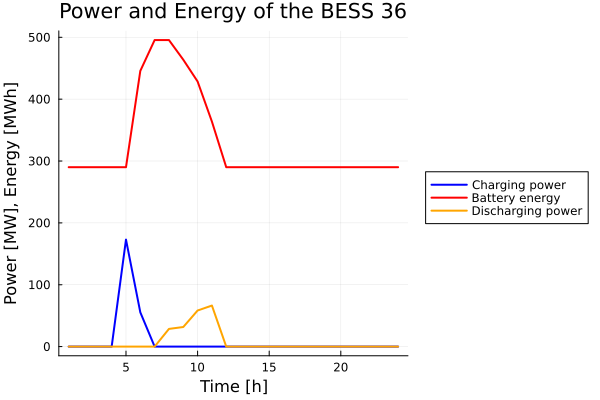 Power and Energy of the BESS 36
Power [MW], Energy [MWh]
500
400
300
200
100
0
5
10
15
20
Time [h]
Charging power
Battery energy
Discharging power